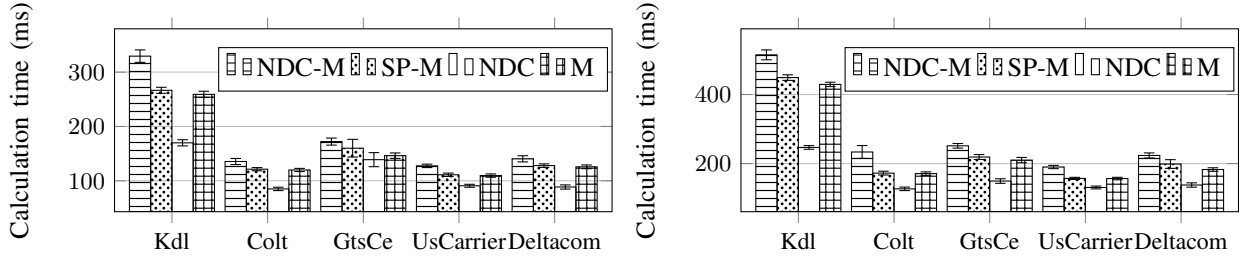 Calculation time (ms)
300
200
100
NDC-M SP-M NDC M
Kdl Colt GtsCe UsCarrier Deltacom
Calculation time (ms)
400
200
NDC-M SP-M NDC M
Kdl Colt GtsCe UsCarrier Deltacom